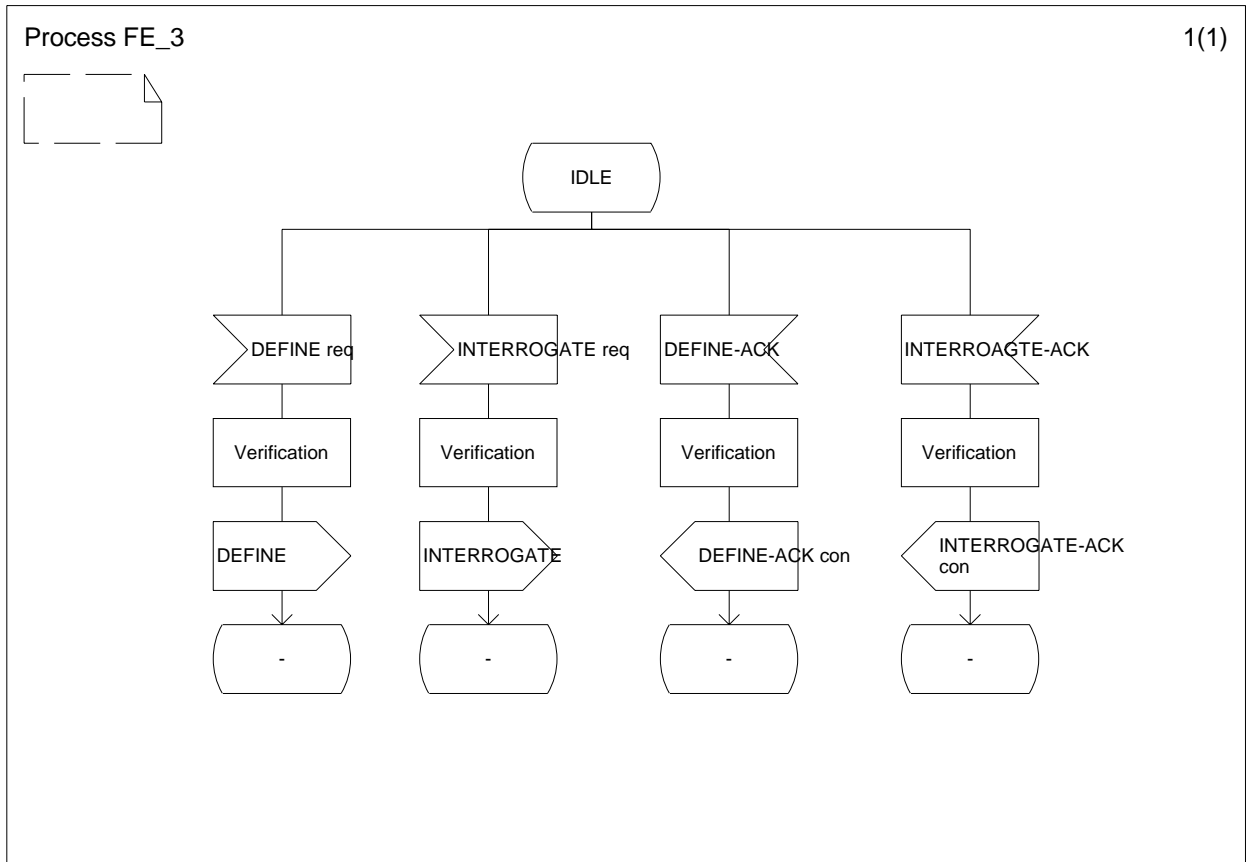 Process FE_3
1(1)
IDLE
DEFINE req
INTERROGATE req
DEFINE-ACK
INTERROAGTE-ACK
Verification
Verification
Verification
Verification
DEFINE
INTERROGATE
DEFINE-ACK con
INTERROGATE-ACK
con
-
-
-
-